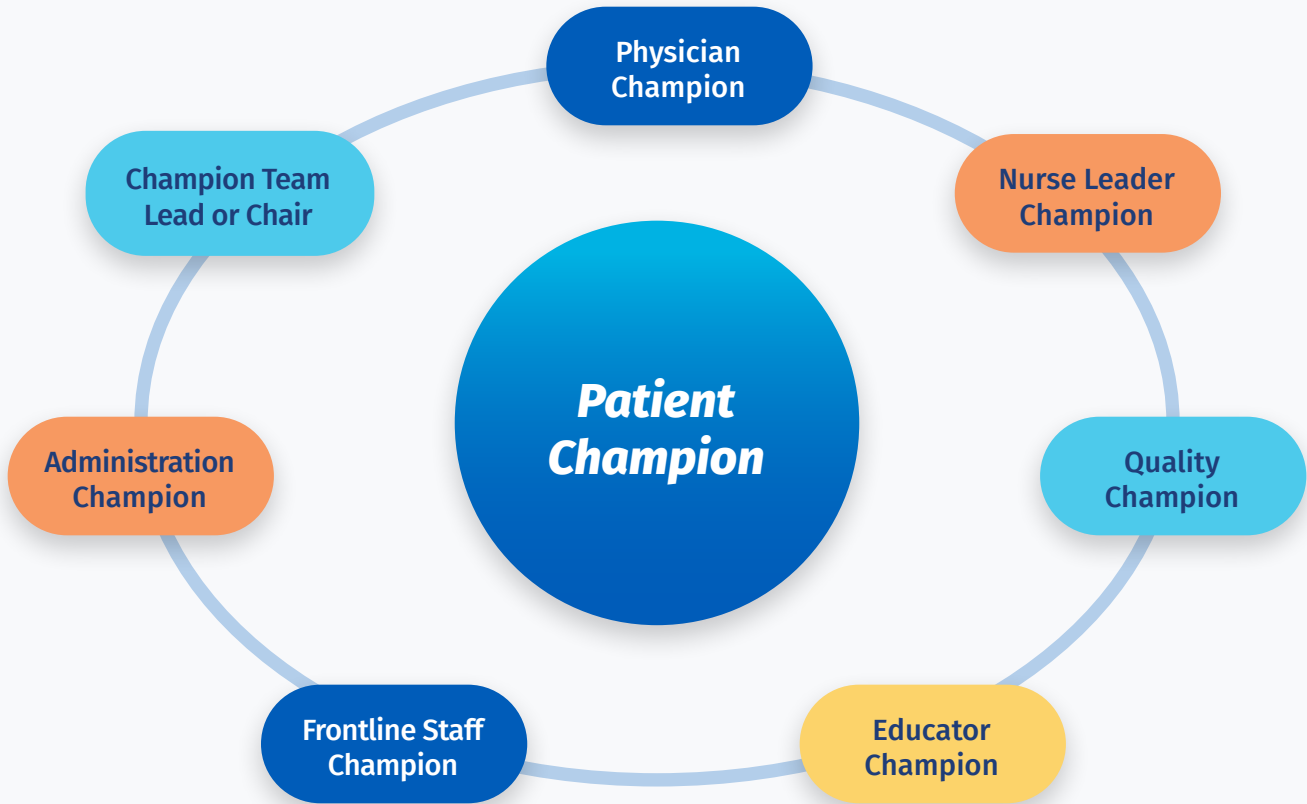 Physician
Champion
Champion Team
Lead or Chair
Nurse Leader
Champion
Patient
Champion
Administration
Champion
Quality
Champion
Frontline Staff
Champion
Educator
Champion